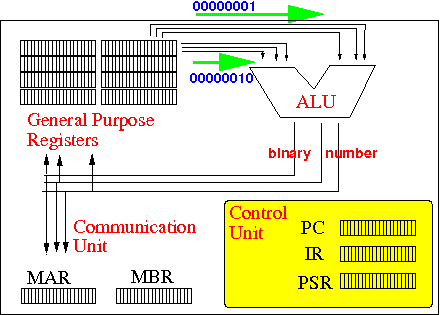 00000001
00000010
ALU
General Purpose
Registers
binary number
Communication
Unit
Control
Unit
PC
IR
PSR
MAR
MBR